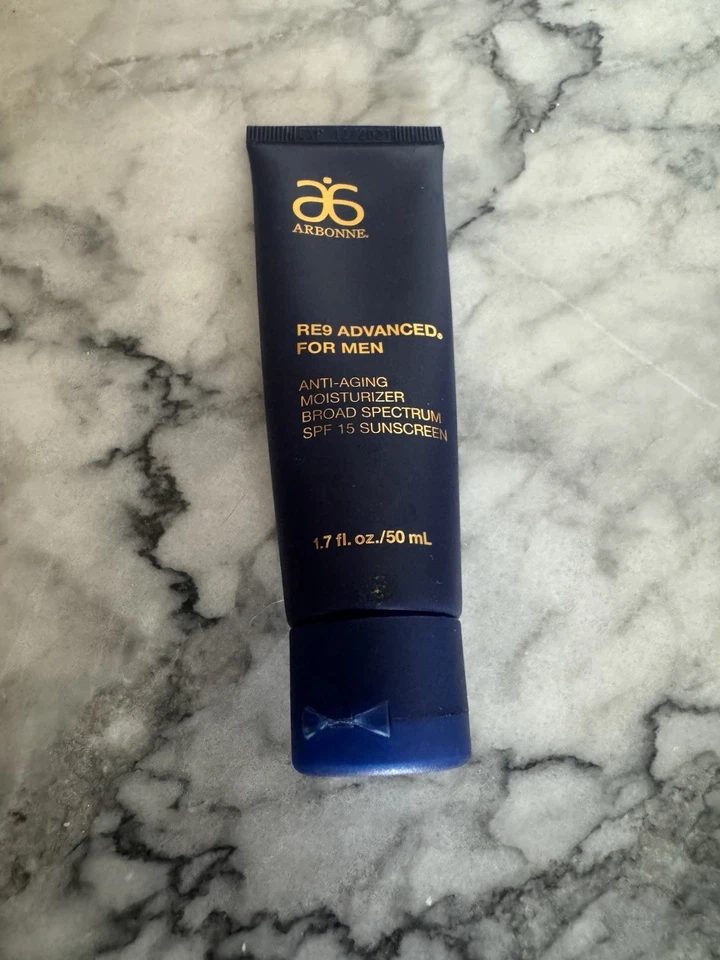 EXP
ARBONNE®
RE9 ADVANCED®
FOR MEN
ANTI-AGING
MOISTURIZER
BROAD SPECTRUM
SPF 15 SUNSCREEN
1.7 fl. oz./50 mL